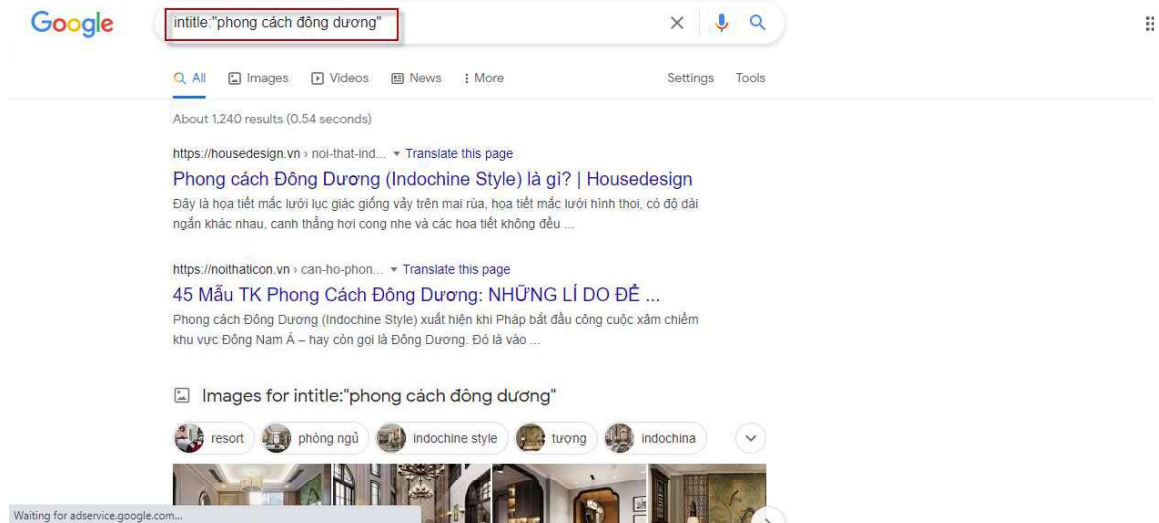 Google
intitle:"phong cách đông dương"
All Images Videos News More Settings Tools
About 1,240 results (0.54 seconds)
https://housedesign.vn › noi-that-ind... Translate this page
Phong cách Đông Dương (Indochine Style) là gì? | Housedesign
Đây là họa tiết mắc lưới lục giác giống vảy trên mai rùa, họa tiết mắc lưới hình thoi, có độ dài
ngắn khác nhau, canh thẳng hơi cong nhe và các hoa tiết không đều ...
https://noithaticon.vn › can-ho-phon... Translate this page
45 Mẫu TK Phong Cách Đông Dương: NHỮNG LÍ DO ĐỂ ...
Phong cách Đông Dương (Indochine Style) xuất hiện khi Pháp bắt đầu công cuộc xâm chiếm
khu vực Đông Nam Á – hay còn gọi là Đông Dương. Đó là vào ...
Images for intitle:"phong cách đông dương"
resort phòng ngủ indochine style tượng indochina
Waiting for adservice.google.com...